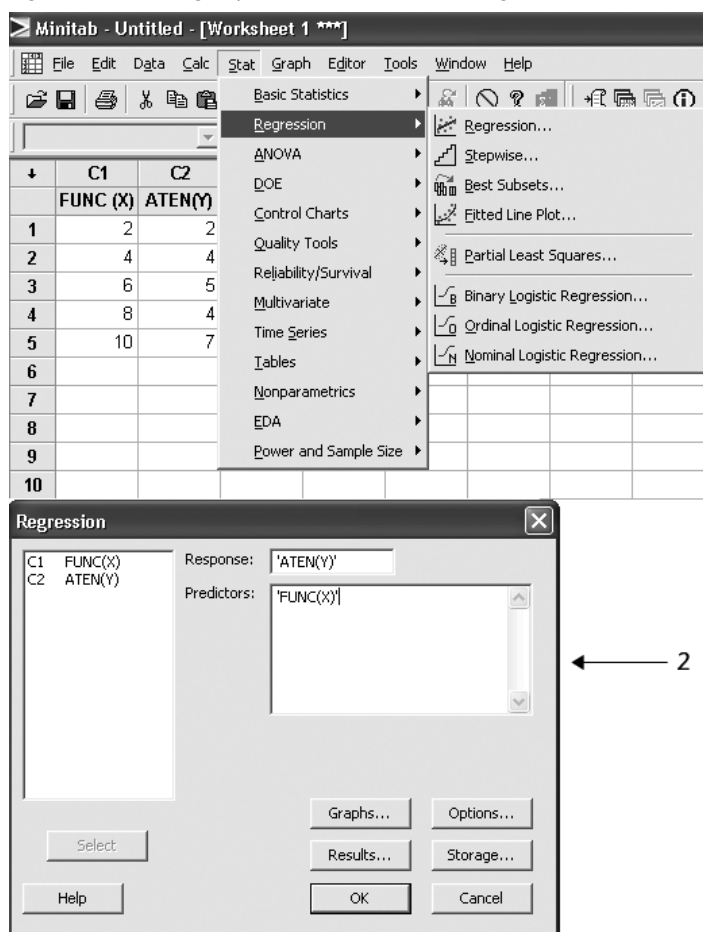 Minitab - Untitled - [Worksheet 1 ***]
File Edit Data Calc Stat Graph Editor Tools Window Help
Basic Statistics
Regression
ANOVA
DOE
Control Charts
Quality Tools
Reliability/Survival
Multivariate
Time Series
Tables
Nonparametrics
EDA
Power and Sample Size
Regression...
Stepwise...
Best Subsets...
Fitted Line Plot...
Partial Least Squares...
Binary Logistic Regression...
Ordinal Logistic Regression...
Nominal Logistic Regression...
C1 C2
FUNC (X) ATEN(Y)
1 2 2
2 4 4
3 6 5
4 8 4
5 10 7
6
7
8
9
10
Regression
C1 FUNC(X)
C2 ATEN(Y)
Response: 'ATEN(Y)'
Predictors: 'FUNC(X)'
2
Graphs... Options...
Select
Results... Storage...
Help OK Cancel